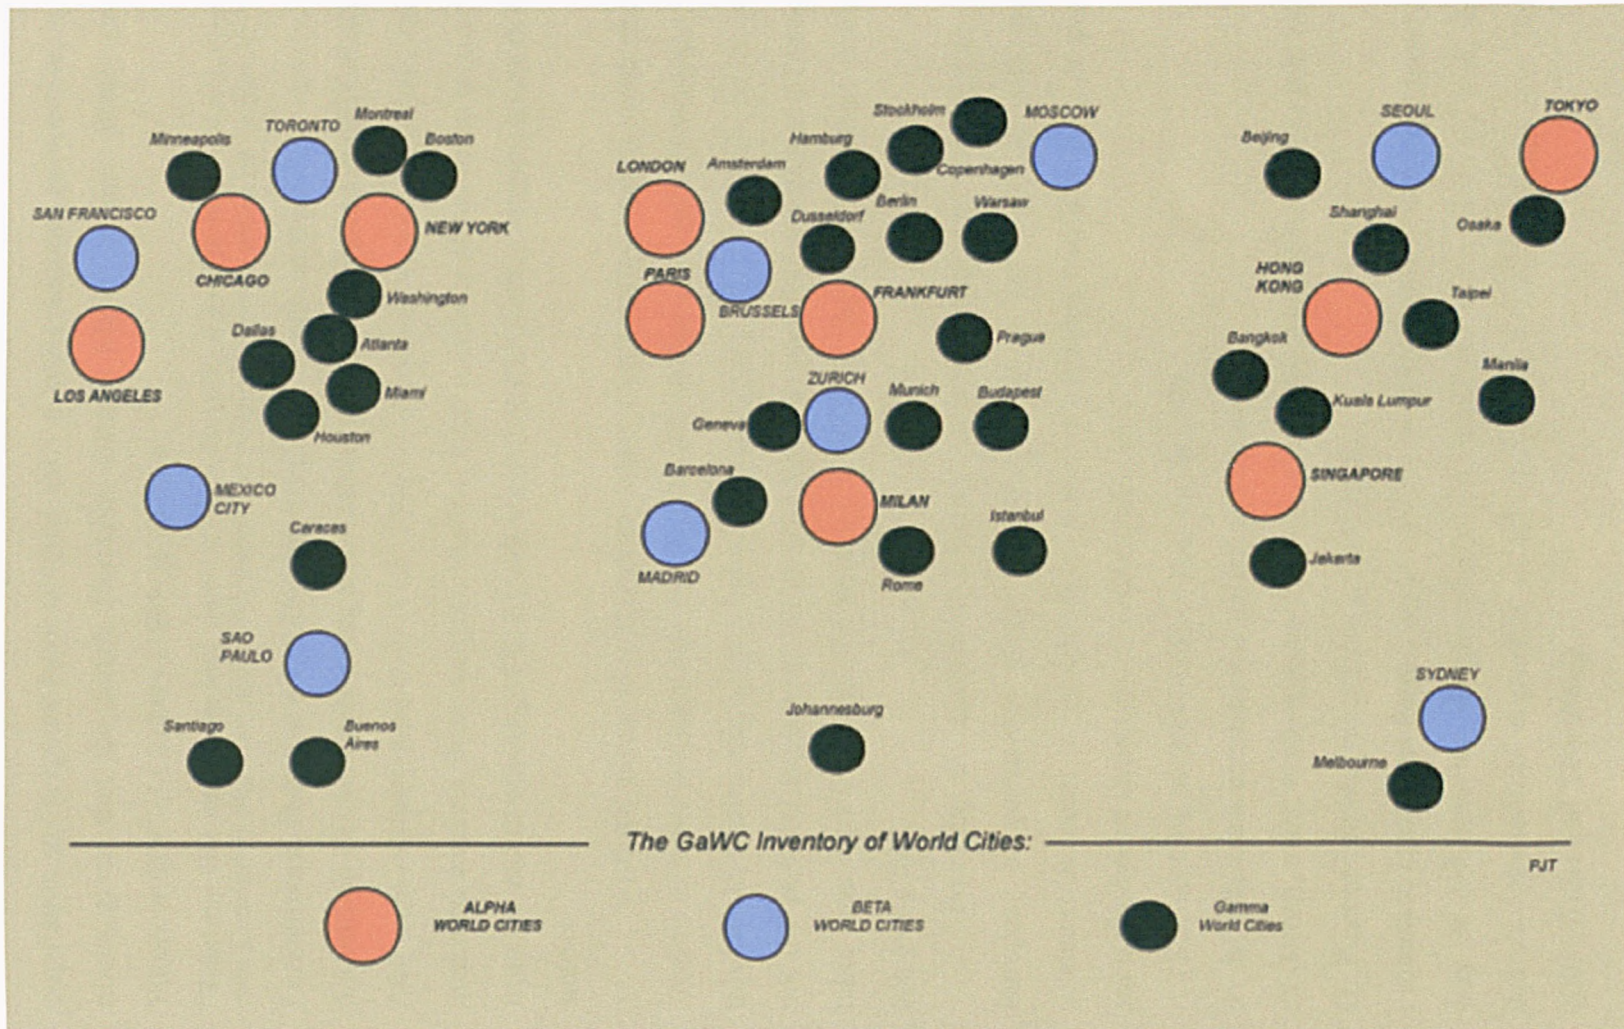 Montreal
TORONTO
Minneapolis
Boston
SAN FRANCISCO
NEW YORK
CHICAGO
Washington
Dallas
Atlanta
LOS ANGELES
Miami
Houston
MEXICO
CITY
Caracas
SAO
PAULO
Santiago
Buenos
Aires
Stockholm
MOSCOW
Hamburg
LONDON
Amsterdam
Copenhagen
Berlin
Warsaw
Dusseldorf
PARIS
FRANKFURT
BRUSSELS
Prague
ZURICH
Munich
Budapest
Geneva
Barcelona
MILAN
Istanbul
MADRID
Rome
Johannesburg
SEOUL
TOKYO
Beijing
Shanghai
Osaka
HONG
KONG
Taipei
Bangkok
Manila
Kuala Lumpur
SINGAPORE
Jakarta
SYDNEY
Melbourne
The GaWC Inventory of World Cities:
PJT
ALPHA
WORLD CITIES
BETA
WORLD CITIES
Gamma
World Cities